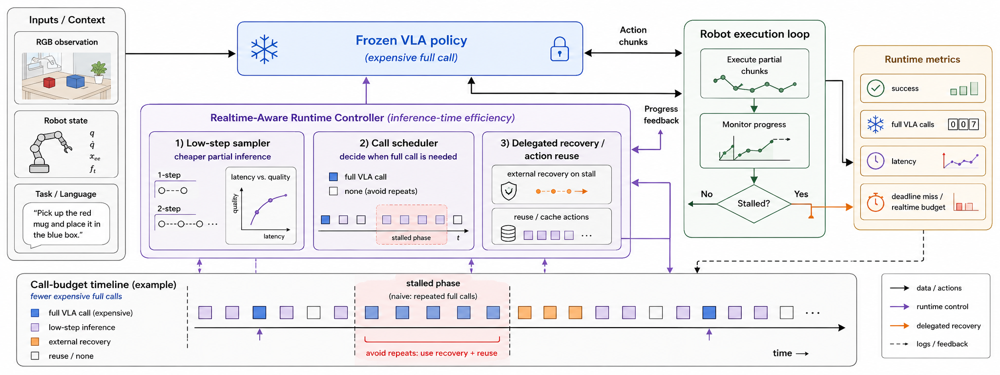 Inputs / Context
RGB observation
Robot state
q
q̂
x_ee
f_t
Task / Language
“Pick up the red
mug and place it in
the blue box.”
Frozen VLA policy
(expensive full call)
Action
chunks
Progress
feedback
Realtime-Aware Runtime Controller (inference-time efficiency)
1) Low-step sampler
cheaper partial inference
1-step
2-step
...
latency vs. quality
quality
latency
2) Call scheduler
decide when full call is needed
full VLA call
none (avoid repeats)
stalled phase
t
3) Delegated recovery /
action reuse
external recovery on stall
reuse / cache actions
...
Robot execution loop
Execute partial
chunks
Monitor progress
Stalled?
No
Yes
Runtime metrics
success
full VLA calls
0 0 7
latency
deadline miss /
realtime budget
Call-budget timeline (example)
fewer expensive full calls
full VLA call (expensive)
low-step inference
external recovery
reuse / none
stalled phase
(naive: repeated full calls)
avoid repeats: use recovery + reuse
...
time →
data / actions
runtime control
delegated recovery
logs / feedback